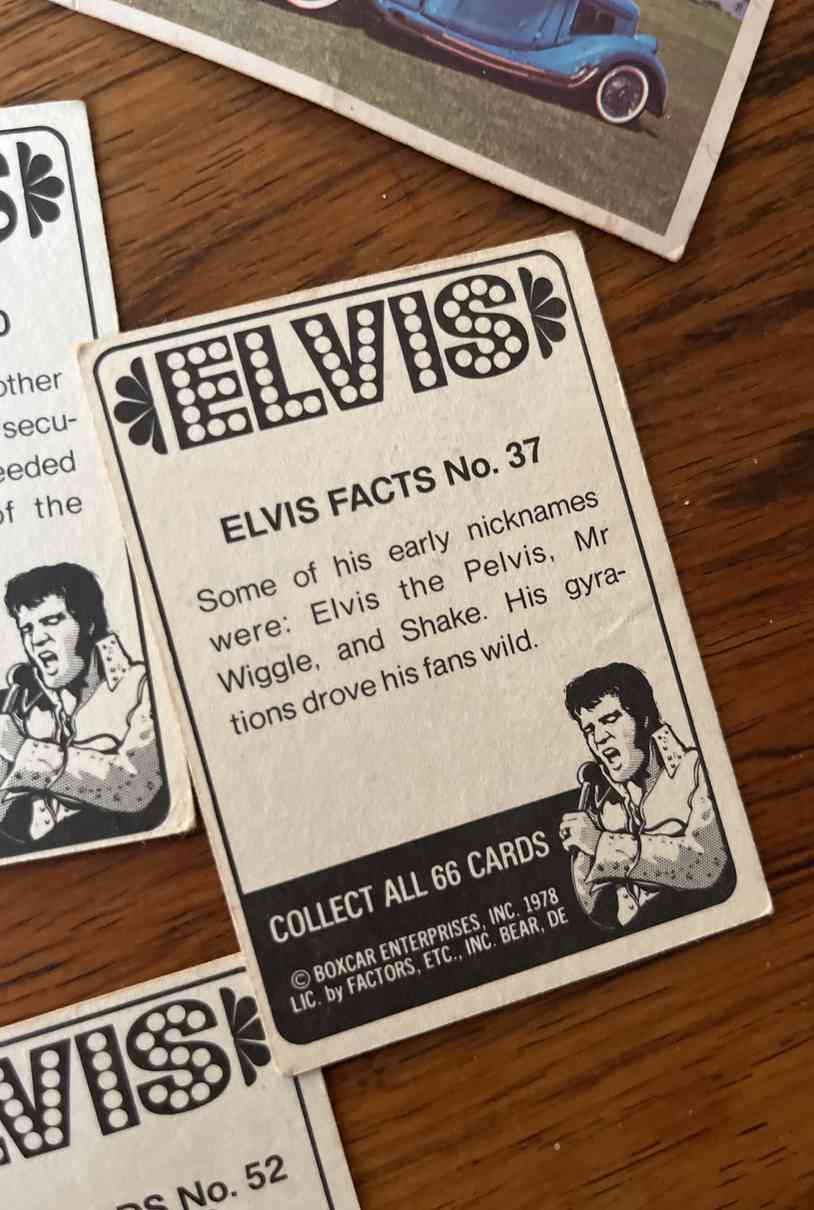 S
other
secu-
eeded
of the
ELVIS
ELVIS FACTS No. 37
Some of his early nicknames
were: Elvis the Pelvis, Mr
Wiggle, and Shake. His gyra-
tions drove his fans wild.
COLLECT ALL 66 CARDS
© BOXCAR ENTERPRISES, INC. 1978
LIC. by FACTORS, ETC., INC. BEAR, DE
VIS
DS No. 52